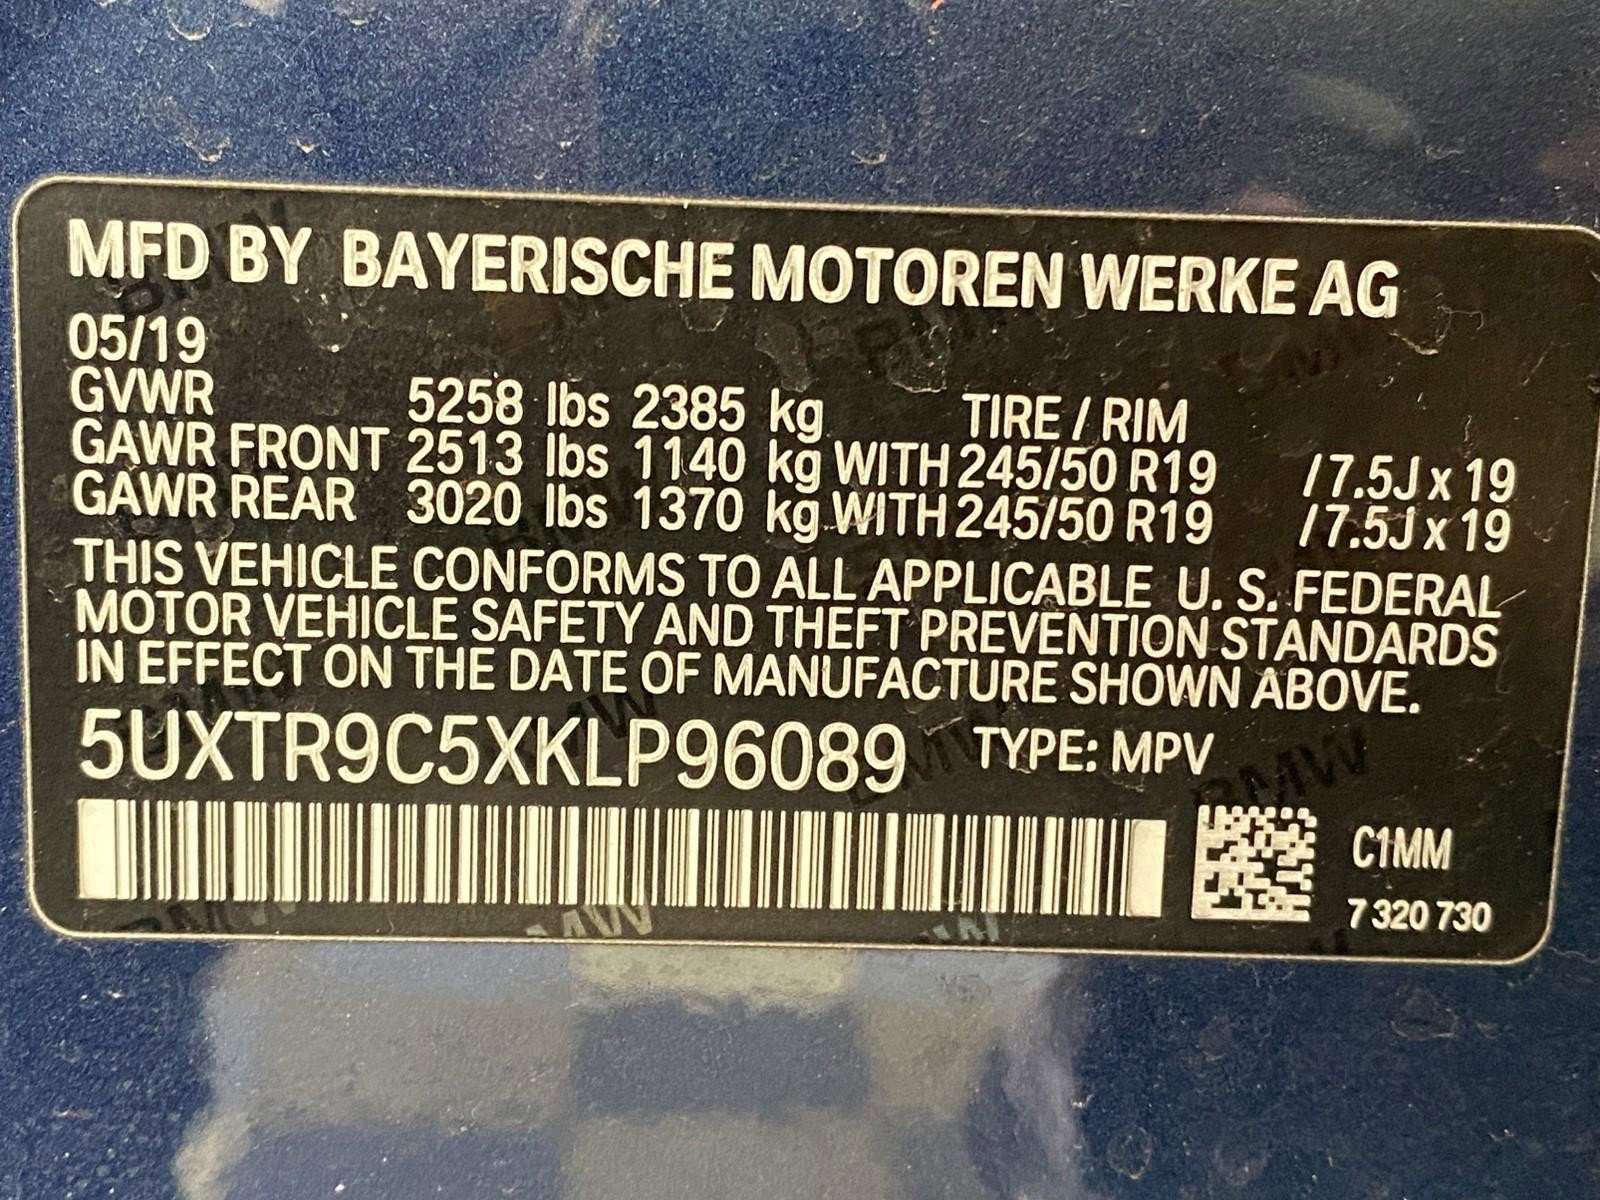 MFD BY BAYERISCHE MOTOREN WERKE AG
05/19
GVWR 5258 lbs 2385 kg TIRE / RIM
GAWR FRONT 2513 lbs 1140 kg WITH 245/50 R19 /7.5J x 19
GAWR REAR 3020 lbs 1370 kg WITH 245/50 R19 /7.5J x 19
THIS VEHICLE CONFORMS TO ALL APPLICABLE U. S. FEDERAL
MOTOR VEHICLE SAFETY AND THEFT PREVENTION STANDARDS
IN EFFECT ON THE DATE OF MANUFACTURE SHOWN ABOVE.
5UXTR9C5XKLP96089 TYPE: MPV
C1MM
7 320 730